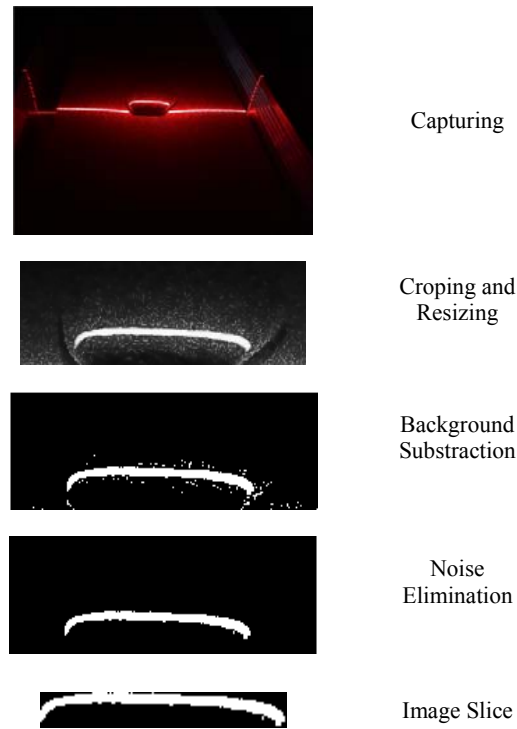 Capturing
Croping and
Resizing
Background
Substraction
Noise
Elimination
Image Slice